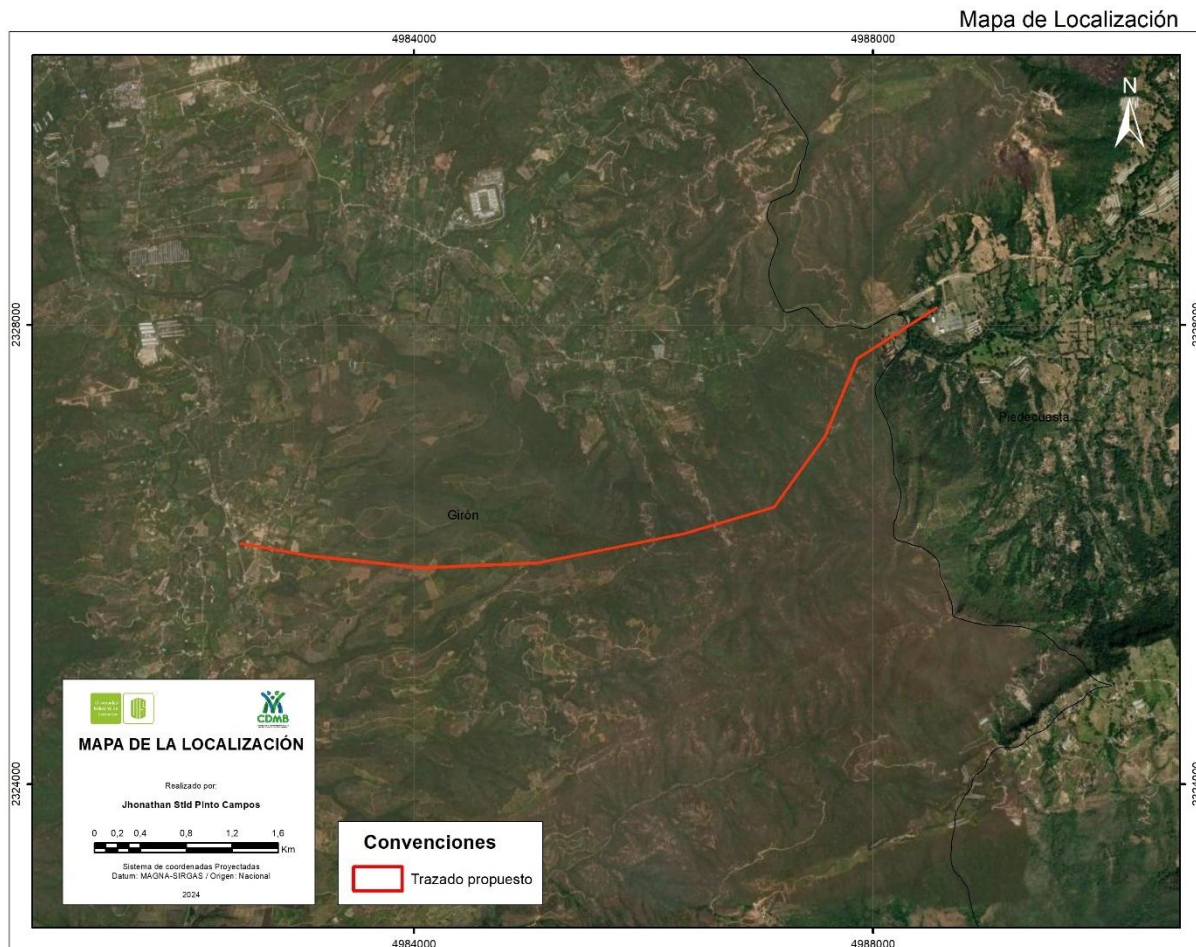 Mapa de Localización
4984000
4988000
N
2328000
2328000
Piedecuesta
Girón
2324000
2324000
CDMB
MAPA DE LA LOCALIZACIÓN
Realizado por:
Jhonathan Stid Pinto Campos
0 0,2 0,4 0,8 1,2 1,6
Km
Sistema de coordenadas Proyectadas
Datum: MAGNA-SIRGAS / Origen: Nacional
2024
Convenciones
Trazado propuesto
4984000
4988000